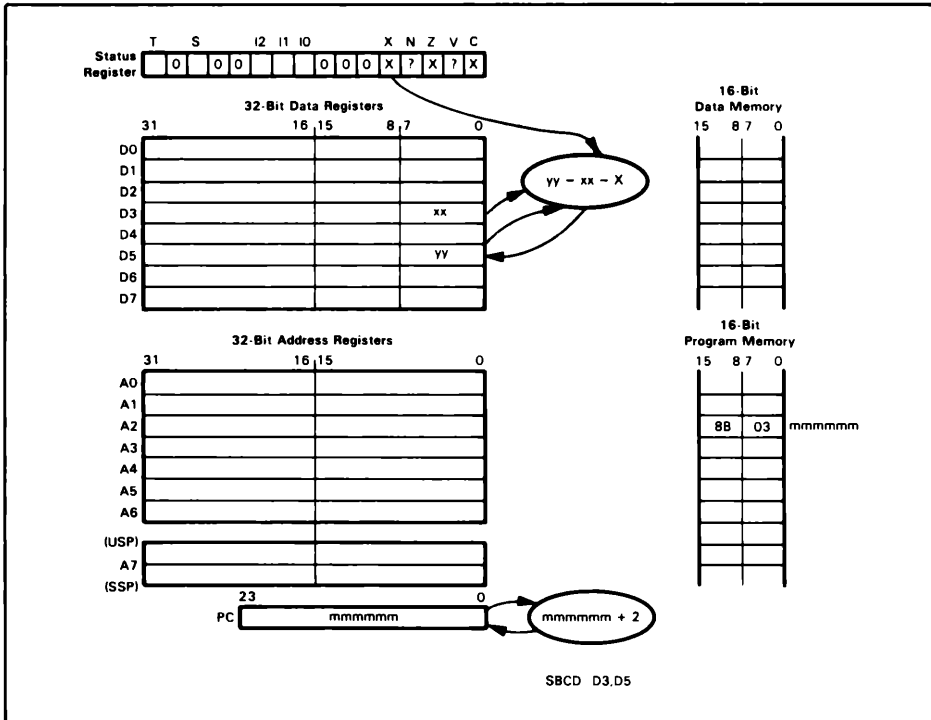 T S I2 I1 I0 X N Z V C
Status Register 0 0 0 0 0 0 X ? X ? X
32-Bit Data Registers
31 16 15 8 7 0
D0
D1
D2
D3 xx
D4
D5 yy
D6
D7
yy − xx − X
16-Bit
Data Memory
15 8 7 0
32-Bit Address Registers
31 16 15 0
A0
A1
A2
A3
A4
A5
A6
(USP)
A7
(SSP)
16-Bit
Program Memory
15 8 7 0
8B 03 mmmmmm
23 0
PC mmmmmm
mmmmmm + 2
SBCD D3,D5